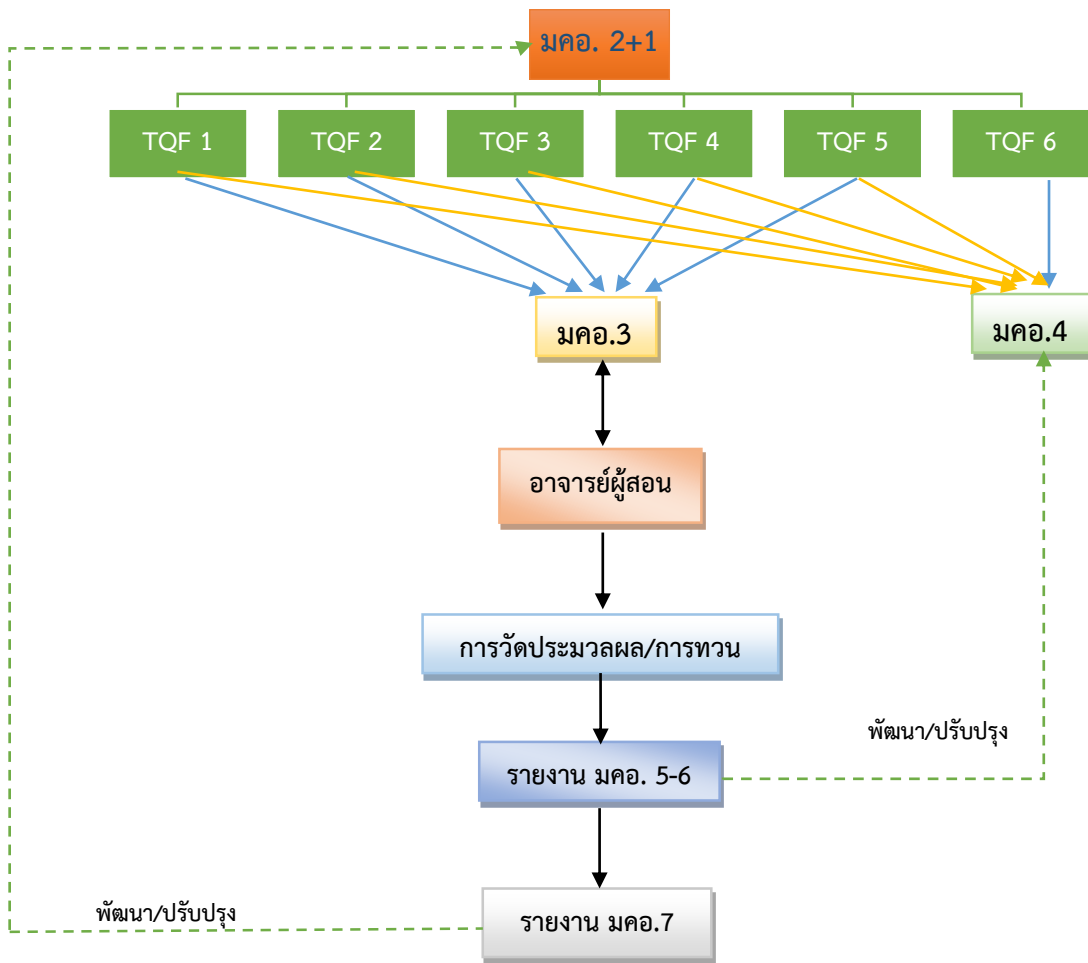 มคอ. 2+1
TQF 1
TQF 2
TQF 3
TQF 4
TQF 5
TQF 6
มคอ.3
มคอ.4
อาจารย์ผู้สอน
การวัดประมวลผล/การทวน
พัฒนา/ปรับปรุง
รายงาน มคอ. 5-6
พัฒนา/ปรับปรุง
รายงาน มคอ.7